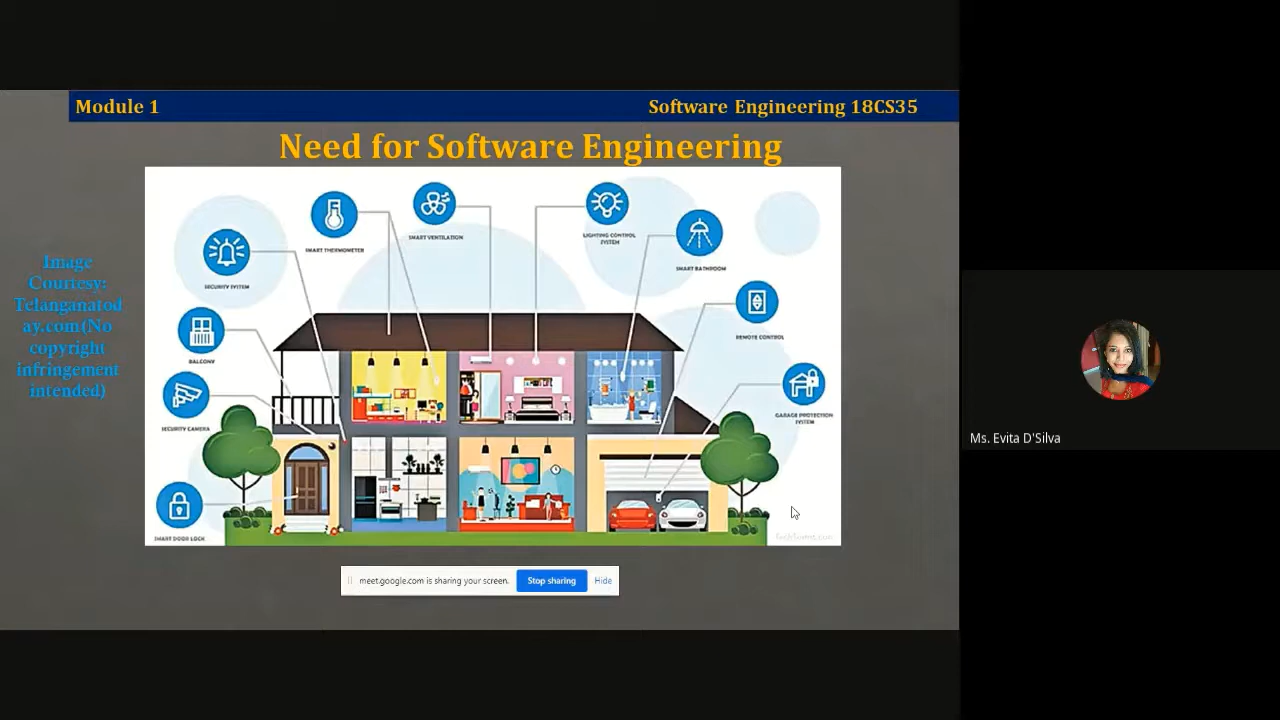 Module 1
Software Engineering 18CS35
Need for Software Engineering
Image
Courtesy:
Telanganatod
ay.com(No
copyright
infringement
intended)
SMART THERMOMETER
SMART VENTILATION
LIGHTING CONTROL
SYSTEM
SMART BATHROOM
SECURITY SYSTEM
REMOTE CONTROL
BALCONY
SECURITY CAMERA
GARAGE PROTECTION
SYSTEM
SMART DOOR LOCK
meet.google.com is sharing your screen.
Stop sharing
Hide
Ms. Evita D'Silva